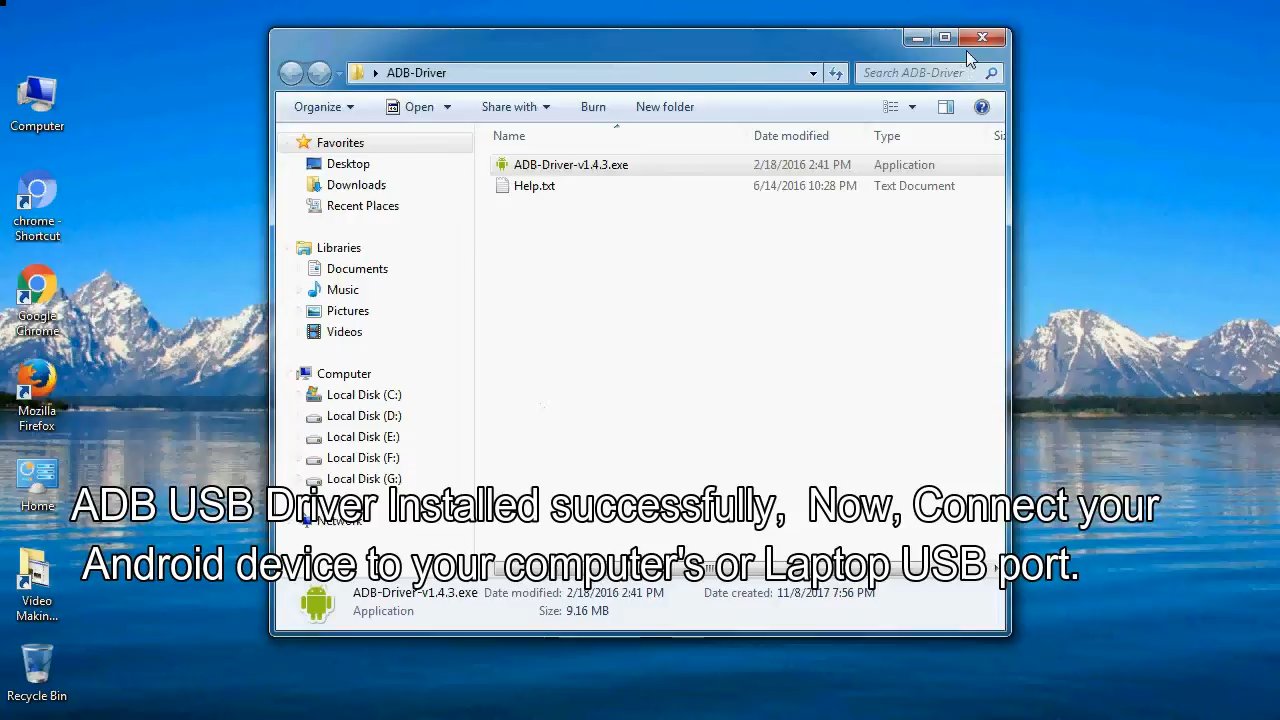 Computer
chrome -
Shortcut
Google
Chrome
Mozilla
Firefox
Home
Video
Makin...
Recycle Bin
ADB-Driver
Search ADB-Driver
Organize
Open
Share with
Burn
New folder
Favorites
Desktop
Downloads
Recent Places
Libraries
Documents
Music
Pictures
Videos
Computer
Local Disk (C:)
Local Disk (D:)
Local Disk (E:)
Local Disk (F:)
Local Disk (G:)
Network
Name Date modified Type Si
ADB-Driver-v1.4.3.exe 2/18/2016 2:41 PM Application
Help.txt 6/14/2016 10:28 PM Text Document
ADB USB Driver Installed successfully, Now, Connect your
Android device to your computer's or Laptop USB port.
ADB-Driver-v1.4.3.exe Date modified: 2/18/2016 2:41 PM Date created: 11/8/2017 7:56 PM
Application Size: 9.16 MB